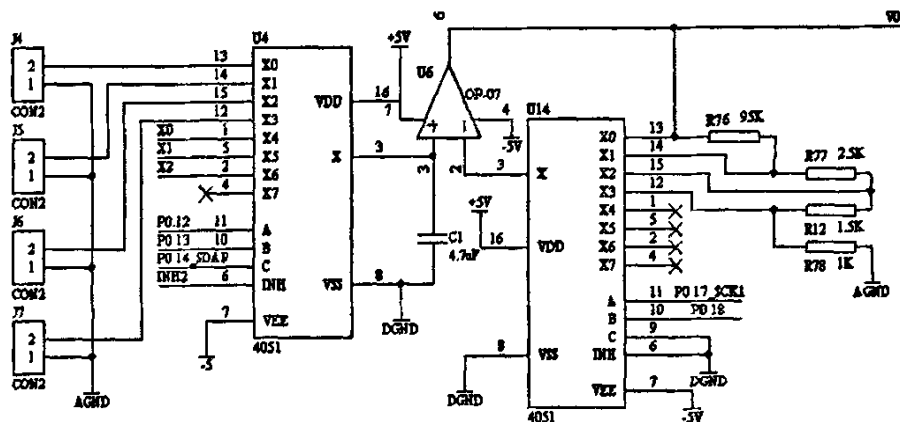 J4
2
1
CON2
J5
2
1
CON2
J6
2
1
CON2
J7
2
1
CON2
AGND
X0
X1
X2
P0.12
P0 13
P0 14_SDAP
INH2
-5
U4
13 X0
14 X1
15 X2
12 X3
1 X4
5 X5
2 X6
4 X7
11 A
10 B
C
6 INH
7 VEE
VDD 16
X 3
VSS 8
4051
+5V
7
6
U6
OP-07
+
4
-5V
3
2
C1
4.7uF
DGND
+5V
16
3
8
DGND
U14
X
VDD
VSS
X0 13
X1 14
X2 15
X3 12
X4 1
X5 5
X6 2
X7 4
A 11 P0 17_SCK1
B 10 P0 18
C 9
INH 6
VEE 7
4051
DGND
-5V
R76 95K
R77 2.5K
R12 1.5K
R78 1K
AGND